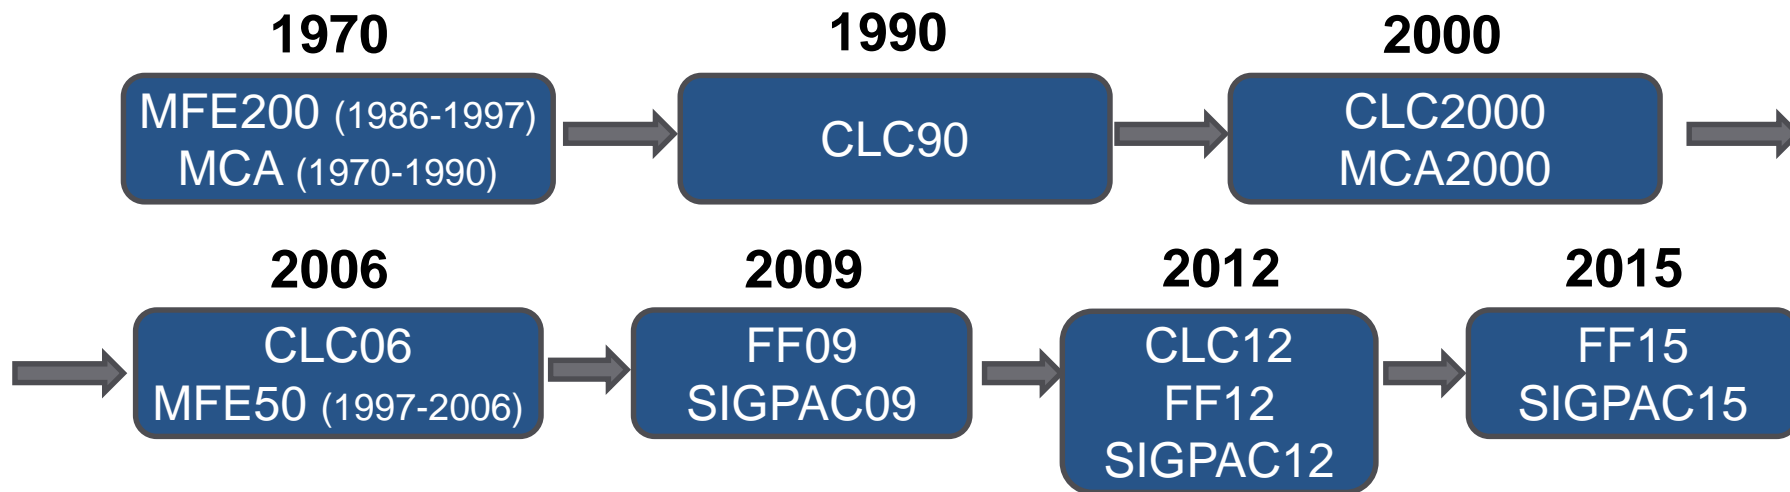 1970
1990
2000
MFE200 (1986-1997)
MCA (1970-1990)
CLC90
CLC2000
MCA2000
2006
2009
2012
2015
CLC06
MFE50 (1997-2006)
FF09
SIGPAC09
CLC12
FF12
SIGPAC12
FF15
SIGPAC15